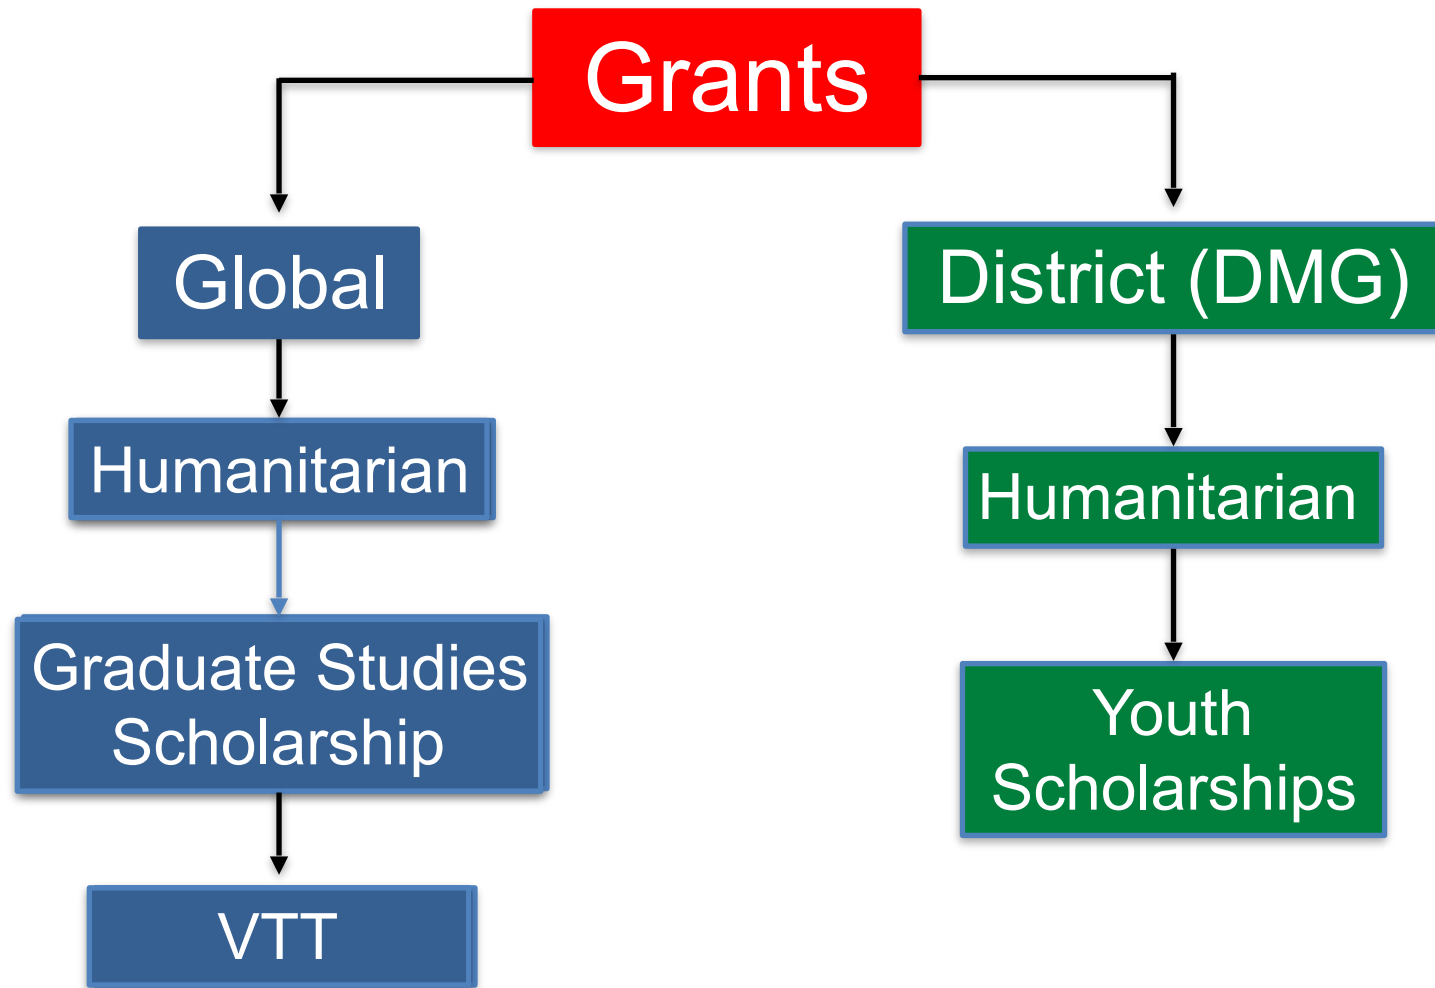 Grants
Global
District (DMG)
Humanitarian
Humanitarian
Graduate Studies
Scholarship
Youth
Scholarships
VTT